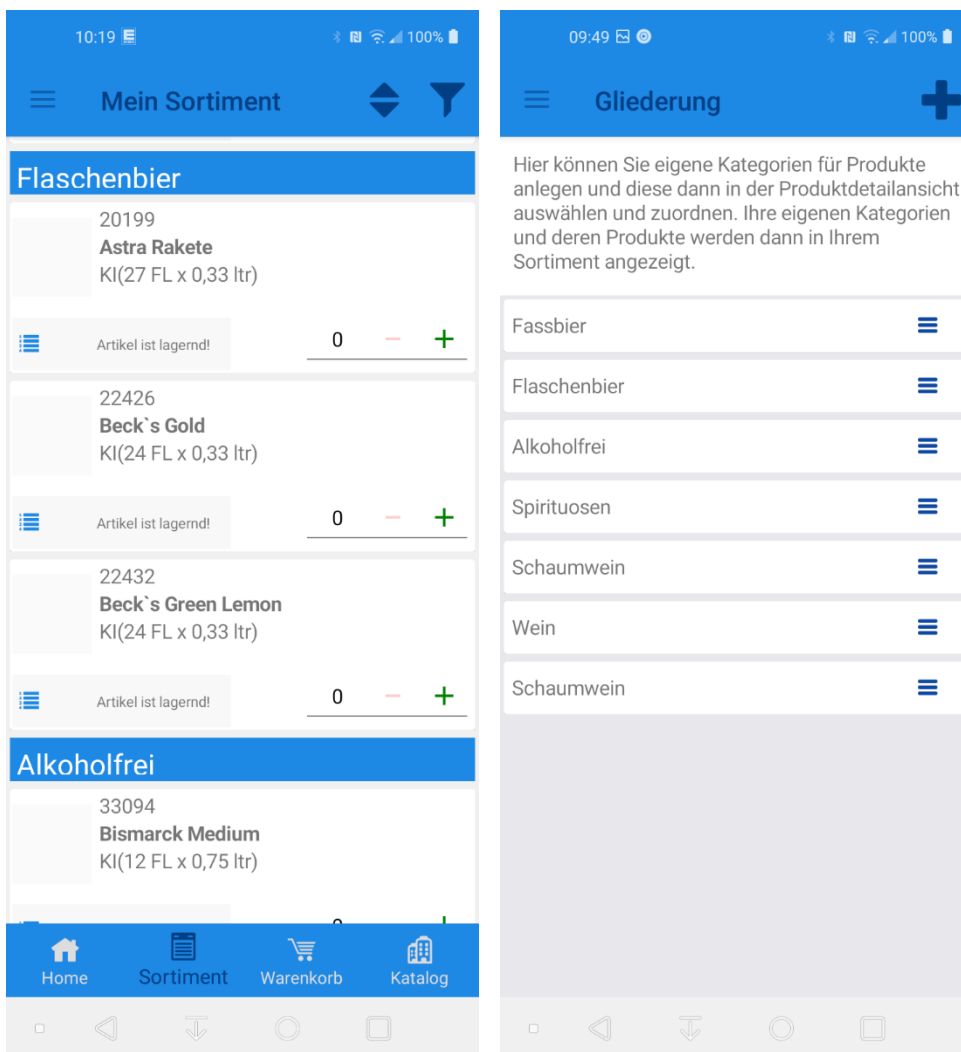 10:19
100%
Mein Sortiment
Flaschenbier
20199
Astra Rakete
KI(27 FL x 0,33 ltr)
Artikel ist lagernd!
0
22426
Beck`s Gold
KI(24 FL x 0,33 ltr)
Artikel ist lagernd!
0
22432
Beck`s Green Lemon
KI(24 FL x 0,33 ltr)
Artikel ist lagernd!
0
Alkoholfrei
33094
Bismarck Medium
KI(12 FL x 0,75 ltr)
Home
Sortiment
Warenkorb
Katalog
09:49
100%
Gliederung
Hier können Sie eigene Kategorien für Produkte
anlegen und diese dann in der Produktdetailansicht
auswählen und zuordnen. Ihre eigenen Kategorien
und deren Produkte werden dann in Ihrem
Sortiment angezeigt.
Fassbier
Flaschenbier
Alkoholfrei
Spirituosen
Schaumwein
Wein
Schaumwein